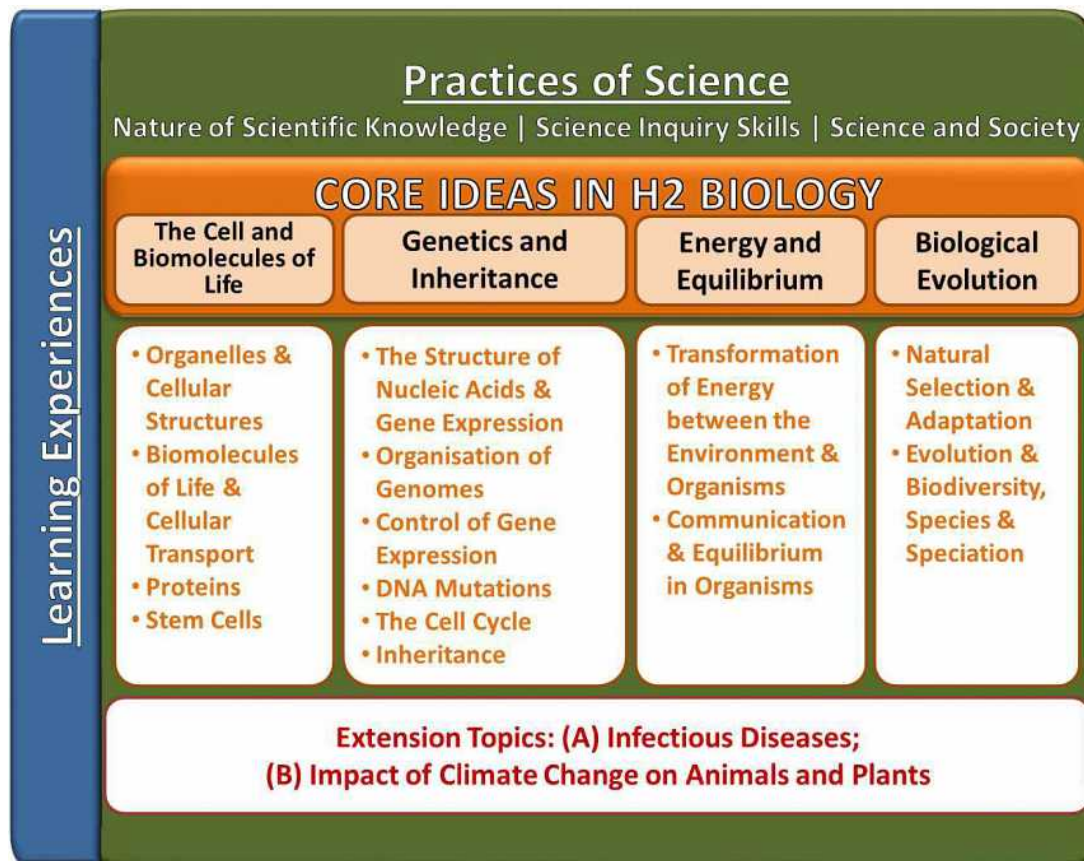 Learning Experiences
Practices of Science
Nature of Scientific Knowledge | Science Inquiry Skills | Science and Society
CORE IDEAS IN H2 BIOLOGY
The Cell and
Biomolecules of
Life
• Organelles &
Cellular
Structures
• Biomolecules
of Life &
Cellular
Transport
• Proteins
• Stem Cells
Genetics and
Inheritance
• The Structure of
Nucleic Acids &
Gene Expression
• Organisation of
Genomes
• Control of Gene
Expression
• DNA Mutations
• The Cell Cycle
• Inheritance
Energy and
Equilibrium
• Transformation
of Energy
between the
Environment &
Organisms
• Communication
& Equilibrium
in Organisms
Biological
Evolution
• Natural
Selection &
Adaptation
• Evolution &
Biodiversity,
Species &
Speciation
Extension Topics: (A) Infectious Diseases;
(B) Impact of Climate Change on Animals and Plants